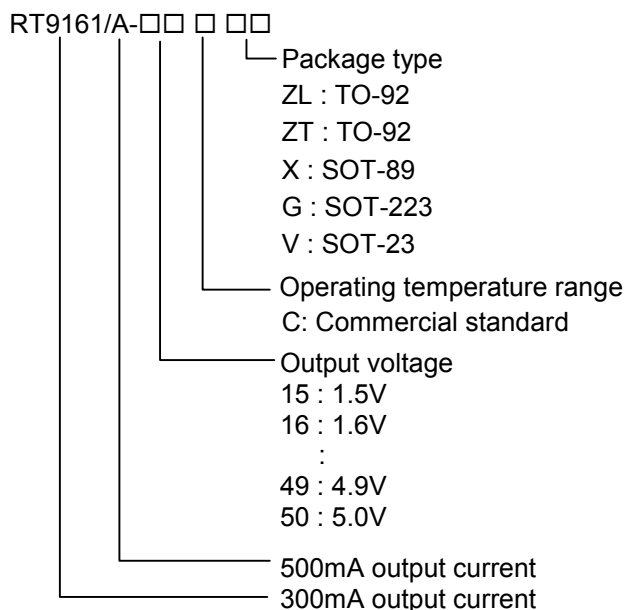 RT9161/A-□□ □ □□
Package type
ZL : TO-92
ZT : TO-92
X : SOT-89
G : SOT-223
V : SOT-23
Operating temperature range
C: Commercial standard
Output voltage
15 : 1.5V
16 : 1.6V
:
49 : 4.9V
50 : 5.0V
500mA output current
300mA output current